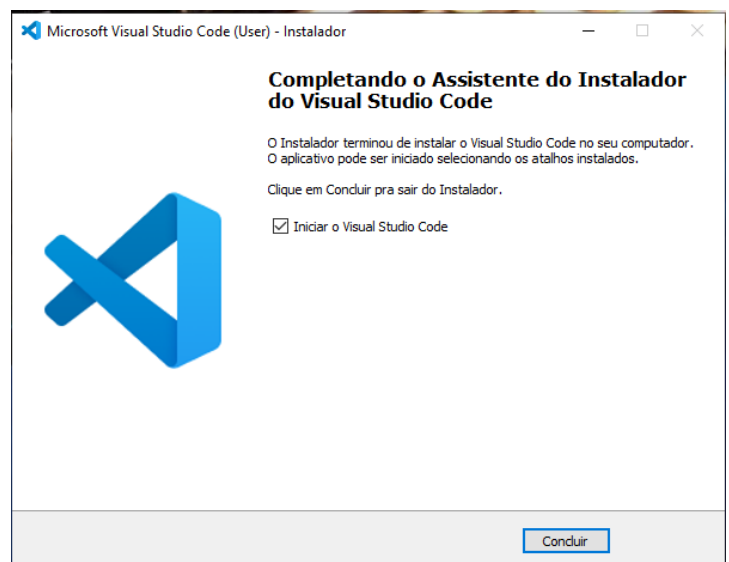 Microsoft Visual Studio Code (User) - Instalador
Completando o Assistente do Instalador
do Visual Studio Code
O Instalador terminou de instalar o Visual Studio Code no seu computador.
O aplicativo pode ser iniciado selecionando os atalhos instalados.
Clique em Concluir pra sair do Instalador.
Iniciar o Visual Studio Code
Concluir